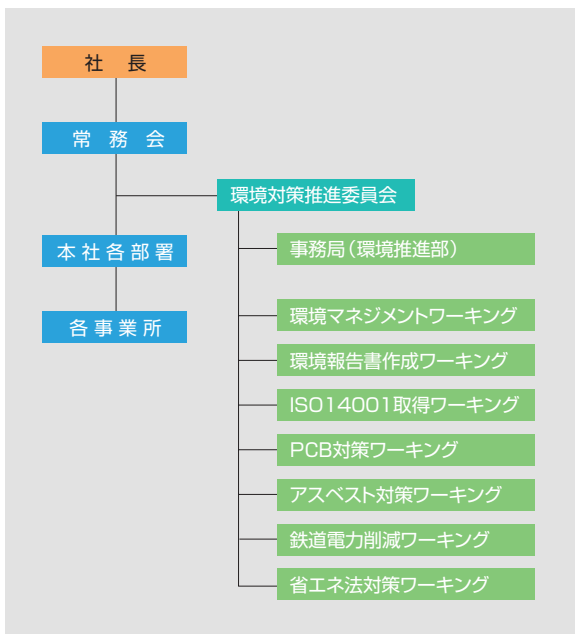 社 長
常 務 会
環境対策推進委員会
本社各部署
事務局(環境推進部)
各事業所
環境マネジメントワーキング
環境報告書作成ワーキング
ISO14001取得ワーキング
PCB対策ワーキング
アスベスト対策ワーキング
鉄道電力削減ワーキング
省エネ法対策ワーキング